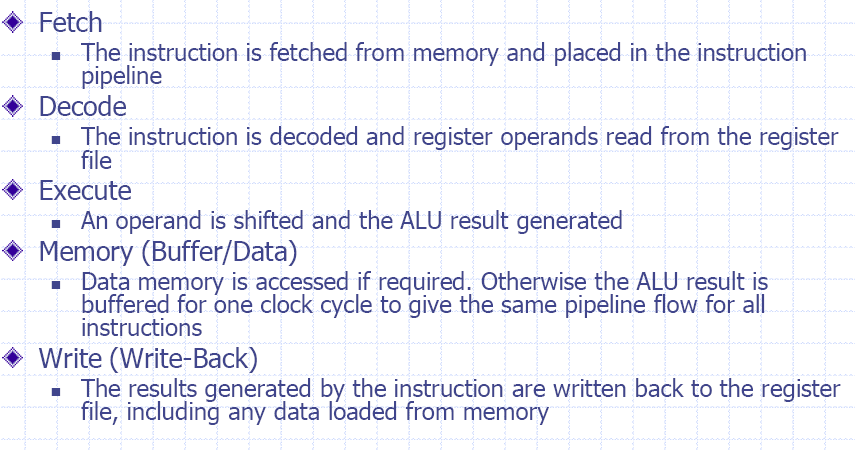 Fetch
The instruction is fetched from memory and placed in the instruction
pipeline
Decode
The instruction is decoded and register operands read from the register
file
Execute
An operand is shifted and the ALU result generated
Memory (Buffer/Data)
Data memory is accessed if required. Otherwise the ALU result is
buffered for one clock cycle to give the same pipeline flow for all
instructions
Write (Write-Back)
The results generated by the instruction are written back to the register
file, including any data loaded from memory